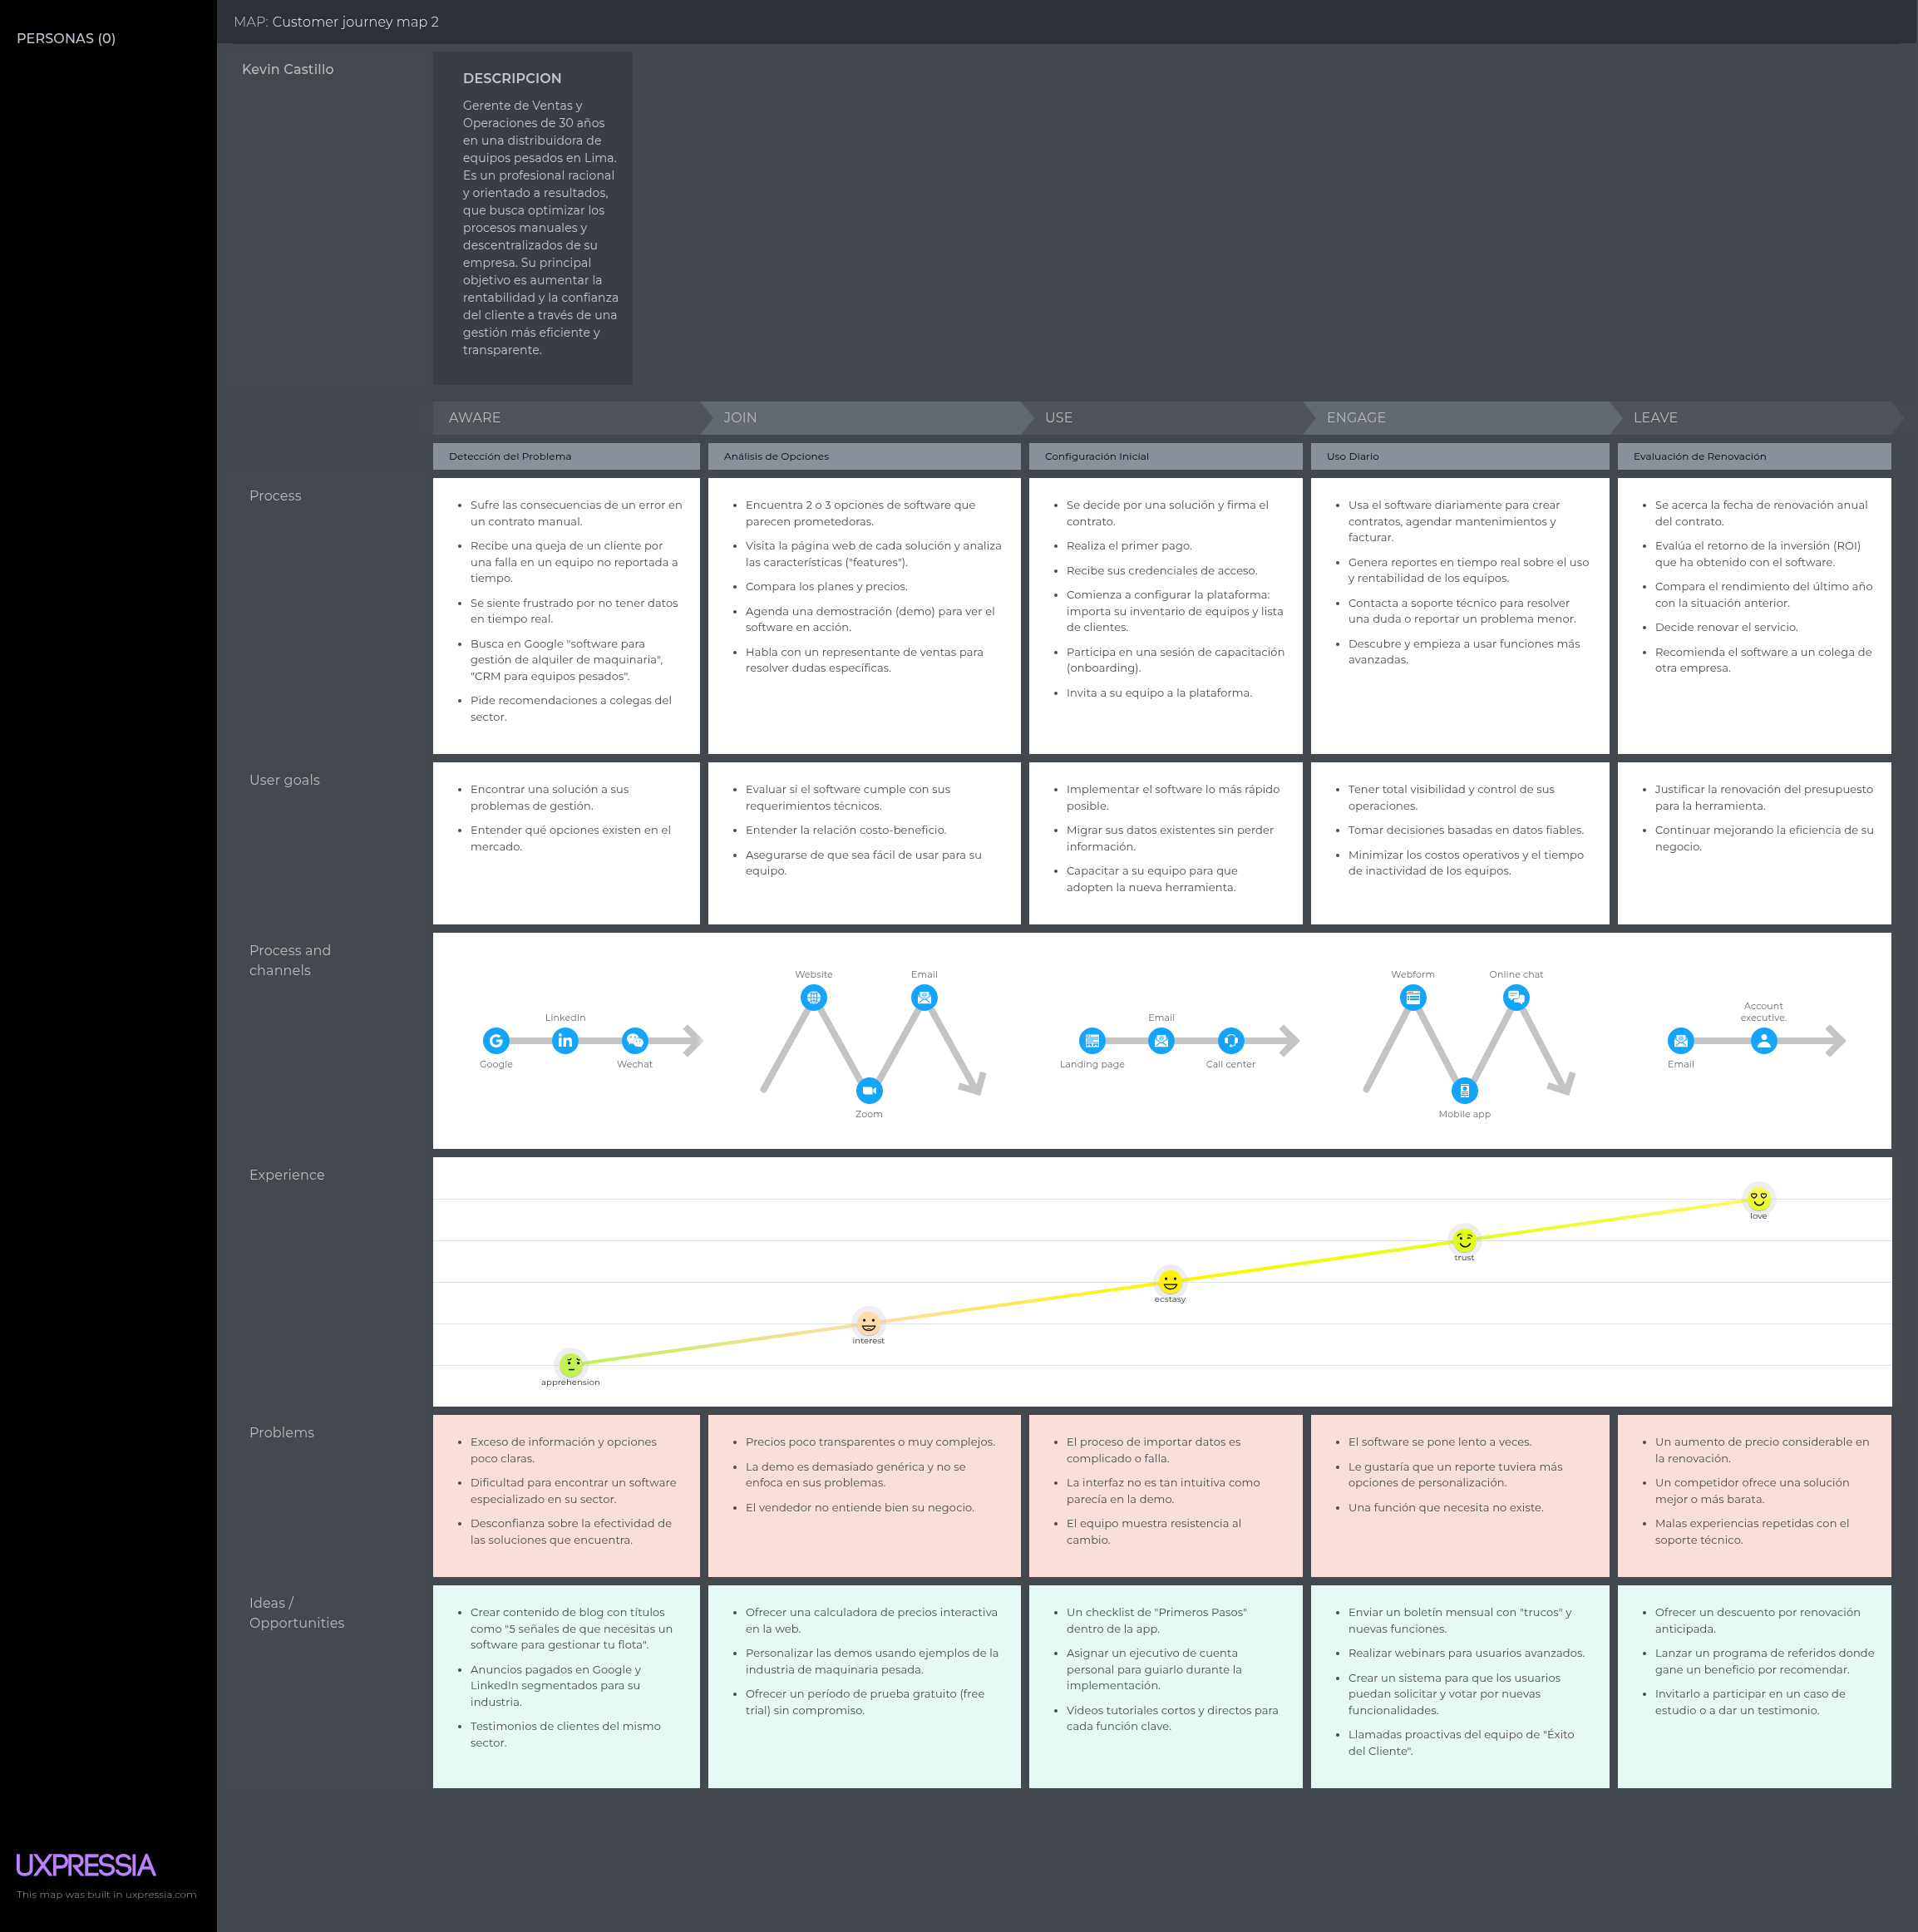 PERSONAS (0)
MAP: Customer journey map 2
Kevin Castillo
DESCRIPCION
Gerente de Ventas y
Operaciones de 30 años
en una distribuidora de
equipos pesados en Lima.
Es un profesional racional
y orientado a resultados,
que busca optimizar los
procesos manuales y
descentralizados de su
empresa. Su principal
objetivo es aumentar la
rentabilidad y la confianza
del cliente a través de una
gestión más eficiente y
transparente.
AWARE
JOIN
USE
ENGAGE
LEAVE
Detección del Problema
Análisis de Opciones
Configuración Inicial
Uso Diario
Evaluación de Renovación
Process
• Sufre las consecuencias de un error en
un contrato manual.
• Recibe una queja de un cliente por
una falla en un equipo no reportada a
tiempo.
• Se siente frustrado por no tener datos
en tiempo real.
• Busca en Google "software para
gestión de alquiler de maquinaria",
"CRM para equipos pesados".
• Pide recomendaciones a colegas del
sector.
• Encuentra 2 o 3 opciones de software que
parecen prometedoras.
• Visita la página web de cada solución y analiza
las características ("features").
• Compara los planes y precios.
• Agenda una demostración (demo) para ver el
software en acción.
• Habla con un representante de ventas para
resolver dudas específicas.
• Se decide por una solución y firma el
contrato.
• Realiza el primer pago.
• Recibe sus credenciales de acceso.
• Comienza a configurar la plataforma:
importa su inventario de equipos y lista
de clientes.
• Participa en una sesión de capacitación
(onboarding).
• Invita a su equipo a la plataforma.
• Usa el software diariamente para crear
contratos, agendar mantenimientos y
facturar.
• Genera reportes en tiempo real sobre el uso
y rentabilidad de los equipos.
• Contacta a soporte técnico para resolver
una duda o reportar un problema menor.
• Descubre y empieza a usar funciones más
avanzadas.
• Se acerca la fecha de renovación anual
del contrato.
• Evalúa el retorno de la inversión (ROI)
que ha obtenido con el software.
• Compara el rendimiento del último año
con la situación anterior.
• Decide renovar el servicio.
• Recomienda el software a un colega de
otra empresa.
User goals
• Encontrar una solución a sus
problemas de gestión.
• Entender qué opciones existen en el
mercado.
• Evaluar si el software cumple con sus
requerimientos técnicos.
• Entender la relación costo-beneficio.
• Asegurarse de que sea fácil de usar para su
equipo.
• Implementar el software lo más rápido
posible.
• Migrar sus datos existentes sin perder
información.
• Capacitar a su equipo para que
adopten la nueva herramienta.
• Tener total visibilidad y control de sus
operaciones.
• Tomar decisiones basadas en datos fiables.
• Minimizar los costos operativos y el tiempo
de inactividad de los equipos.
• Justificar la renovación del presupuesto
para la herramienta.
• Continuar mejorando la eficiencia de su
negocio.
Process and
channels
Google
LinkedIn
Wechat
Website
Zoom
Email
Landing page
Email
Call center
Webform
Mobile app
Online chat
Email
Account
executive.
Experience
apprehension
interest
ecstasy
trust
love
Problems
• Exceso de información y opciones
poco claras.
• Dificultad para encontrar un software
especializado en su sector.
• Desconfianza sobre la efectividad de
las soluciones que encuentra.
• Precios poco transparentes o muy complejos.
• La demo es demasiado genérica y no se
enfoca en sus problemas.
• El vendedor no entiende bien su negocio.
• El proceso de importar datos es
complicado o falla.
• La interfaz no es tan intuitiva como
parecía en la demo.
• El equipo muestra resistencia al
cambio.
• El software se pone lento a veces.
• Le gustaría que un reporte tuviera más
opciones de personalización.
• Una función que necesita no existe.
• Un aumento de precio considerable en
la renovación.
• Un competidor ofrece una solución
mejor o más barata.
• Malas experiencias repetidas con el
soporte técnico.
Ideas /
Opportunities
• Crear contenido de blog con títulos
como "5 señales de que necesitas un
software para gestionar tu flota".
• Anuncios pagados en Google y
LinkedIn segmentados para su
industria.
• Testimonios de clientes del mismo
sector.
• Ofrecer una calculadora de precios interactiva
en la web.
• Personalizar las demos usando ejemplos de la
industria de maquinaria pesada.
• Ofrecer un período de prueba gratuito (free
trial) sin compromiso.
• Un checklist de "Primeros Pasos"
dentro de la app.
• Asignar un ejecutivo de cuenta
personal para guiarlo durante la
implementación.
• Videos tutoriales cortos y directos para
cada función clave.
• Enviar un boletín mensual con "trucos" y
nuevas funciones.
• Realizar webinars para usuarios avanzados.
• Crear un sistema para que los usuarios
puedan solicitar y votar por nuevas
funcionalidades.
• Llamadas proactivas del equipo de "Éxito
del Cliente".
• Ofrecer un descuento por renovación
anticipada.
• Lanzar un programa de referidos donde
gane un beneficio por recomendar.
• Invitarlo a participar en un caso de
estudio o a dar un testimonio.
UXPRESSIA
This map was built in uxpressia.com